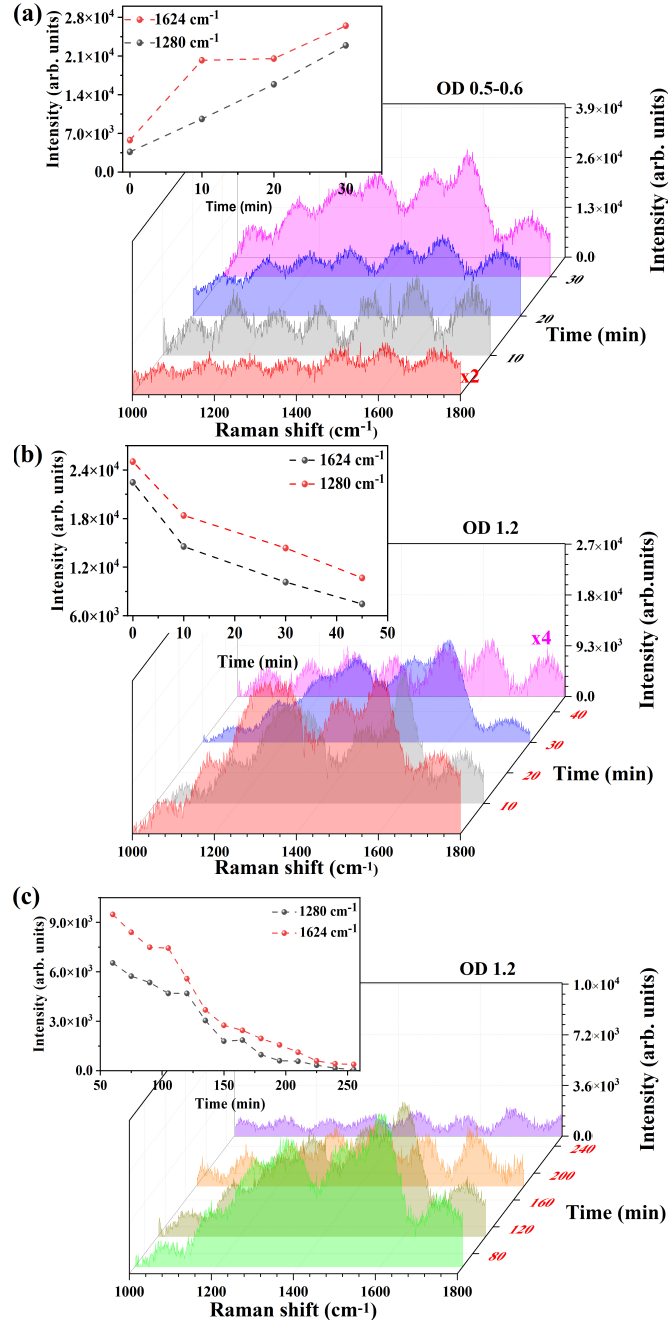 (a)
2.8×10⁴
2.1×10⁴
1.4×10⁴
7.0×10³
0.0
Intensity (arb. units)
1624 cm⁻¹
1280 cm⁻¹
0 10 20 30
Time (min)
OD 0.5-0.6
3.9×10⁴
2.6×10⁴
1.3×10⁴
0.0
Intensity (arb. units)
30
20
10
Time (min)
x2
1000 1200 1400 1600 1800
Raman shift (cm⁻¹)
(b)
2.4×10⁴
1.8×10⁴
1.2×10⁴
6.0×10³
Intensity (arb. units)
1624 cm⁻¹
1280 cm⁻¹
0 10 20 30 40 50
Time (min)
OD 1.2
2.7×10⁴
1.8×10⁴
9.3×10³
0.0
Intensity (arb.units)
x4
40
30
20
10
Time (min)
1000 1200 1400 1600 1800
Raman shift (cm⁻¹)
(c)
9.0×10³
6.0×10³
3.0×10³
0.0
Intensity (arb. units)
1280 cm⁻¹
1624 cm⁻¹
50 100 150 200 250
Time (min)
OD 1.2
1.0×10⁴
7.2×10³
3.6×10³
0.0
Intensity (arb. units)
240
200
160
120
80
Time (min)
1000 1200 1400 1600 1800
Raman shift (cm⁻¹)